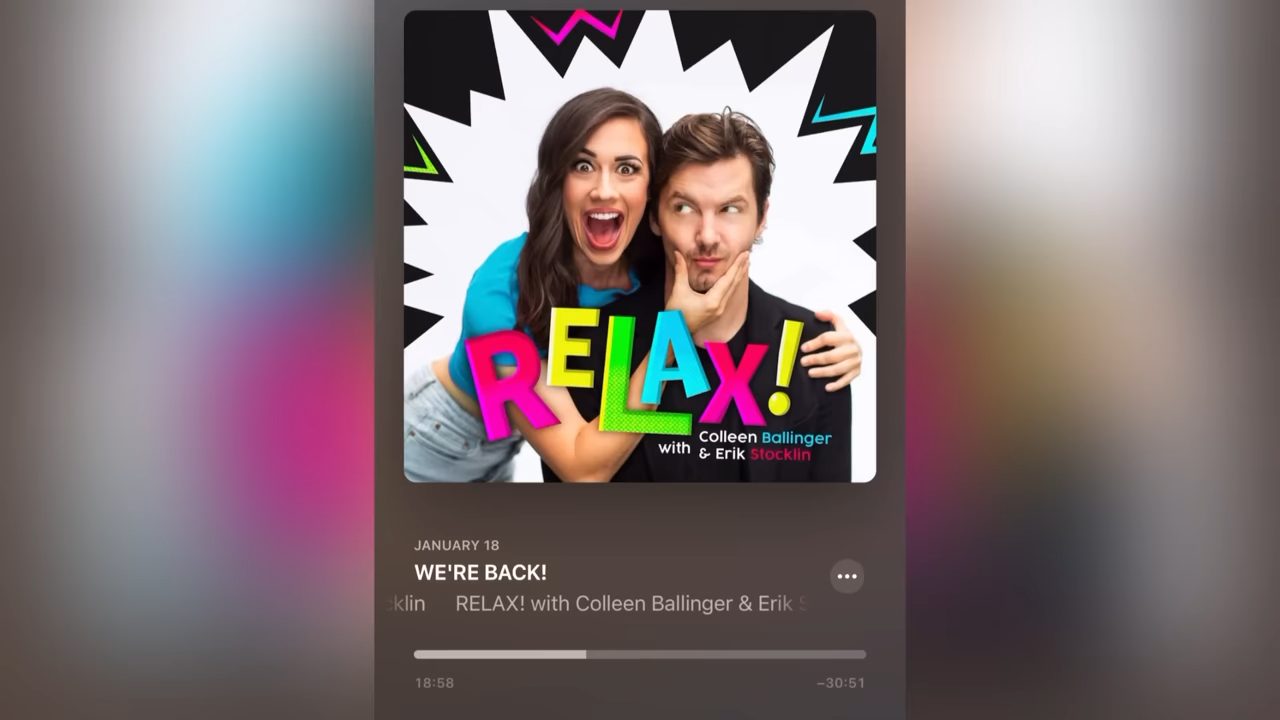 RELAX!
with Colleen Ballinger
& Erik Stocklin
JANUARY 18
WE'RE BACK!
cklin RELAX! with Colleen Ballinger & Erik S
18:58 -30:51